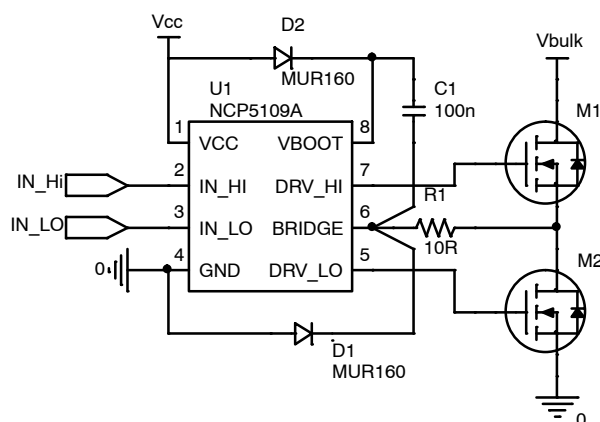 Vcc
D2
MUR160
Vbulk
U1
NCP5109A
C1
100n
M1
1
VCC
VBOOT
8
IN_Hi
2
IN_HI
DRV_HI
7
R1
IN_LO
3
IN_LO
BRIDGE
6
10R
0
4
GND
DRV_LO
5
M2
D1
MUR160
0